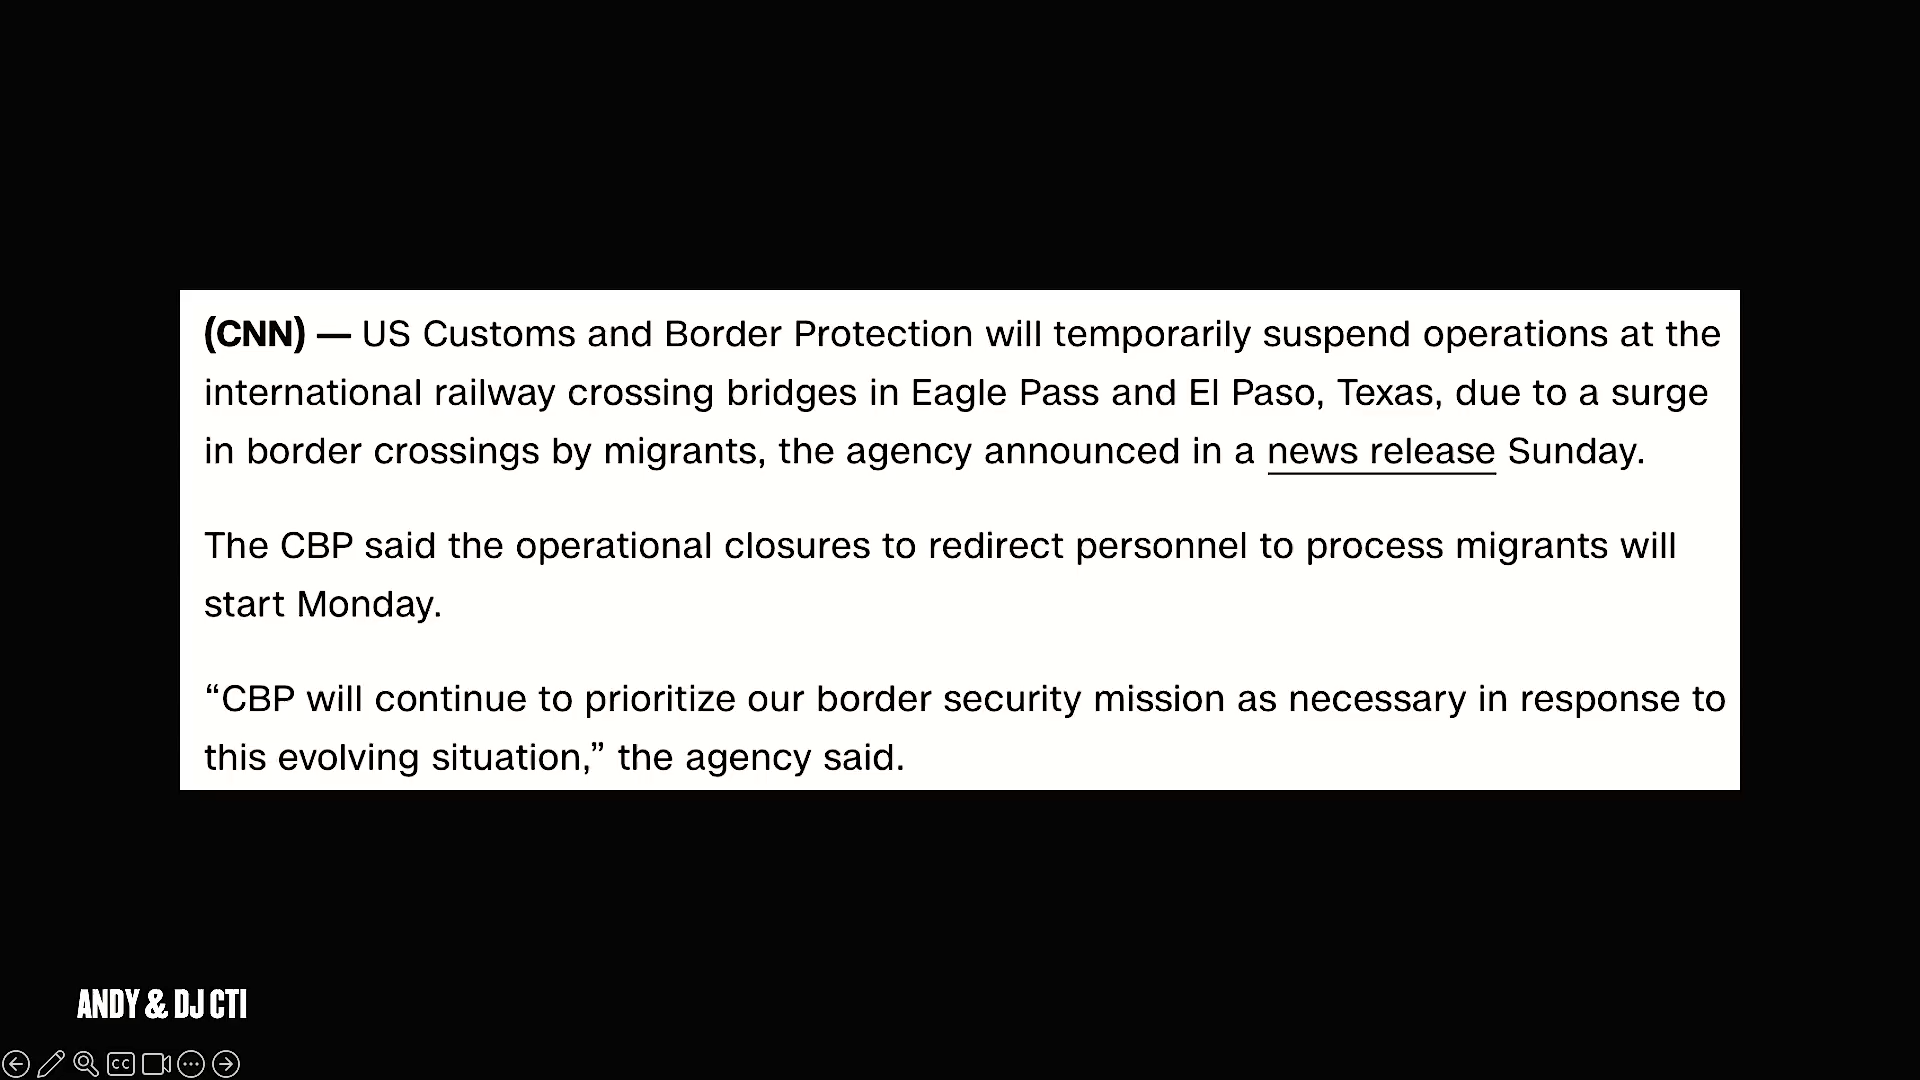 (CNN) — US Customs and Border Protection will temporarily suspend operations at the
international railway crossing bridges in Eagle Pass and El Paso, Texas, due to a surge
in border crossings by migrants, the agency announced in a news release Sunday.
The CBP said the operational closures to redirect personnel to process migrants will
start Monday.
“CBP will continue to prioritize our border security mission as necessary in response to
this evolving situation,” the agency said.
ANDY & DJ CTI
CC